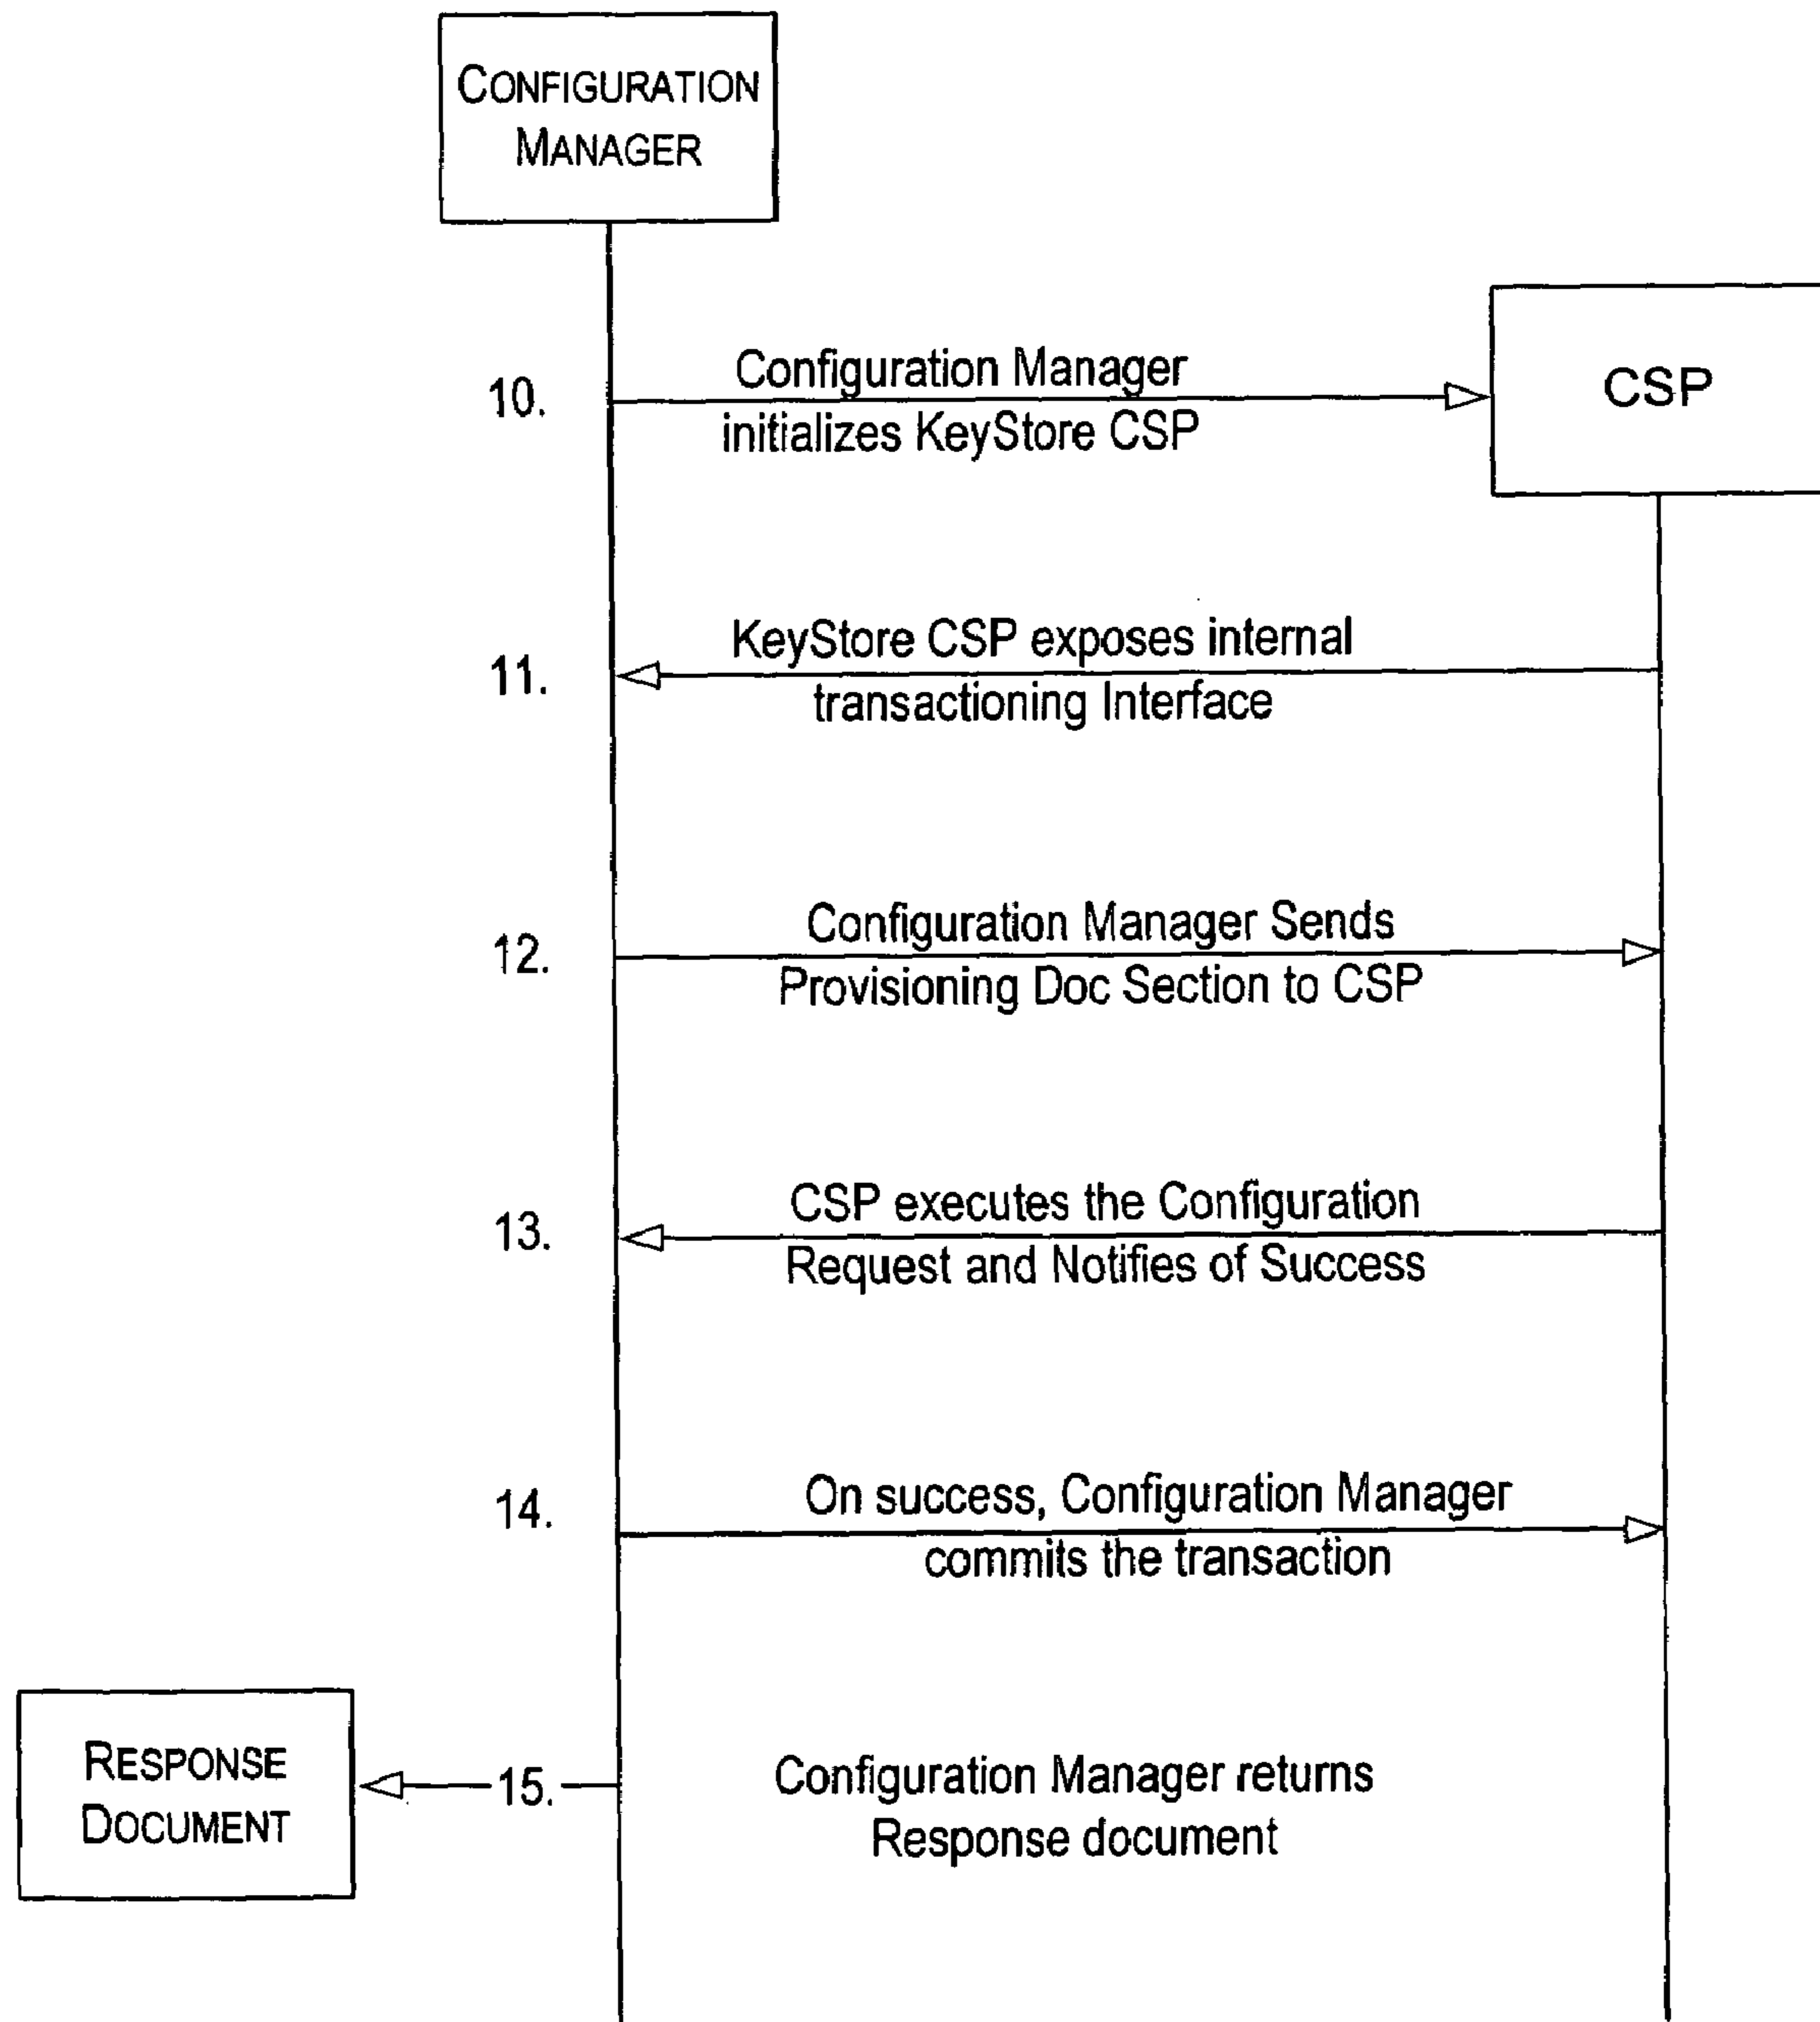 CONFIGURATION
MANAGER
CSP
10.
Configuration Manager
initializes KeyStore CSP
11.
KeyStore CSP exposes internal
transactioning Interface
12.
Configuration Manager Sends
Provisioning Doc Section to CSP
13.
CSP executes the Configuration
Request and Notifies of Success
14.
On success, Configuration Manager
commits the transaction
RESPONSE
DOCUMENT
15.
Configuration Manager returns
Response document